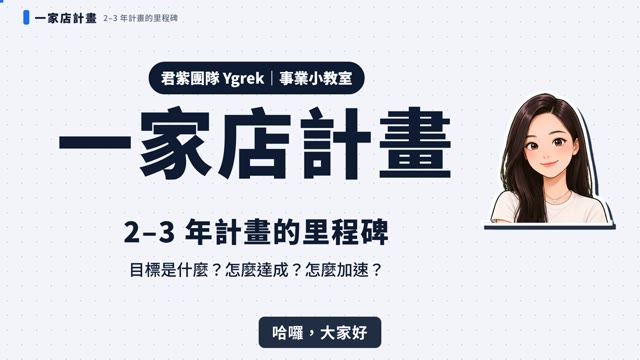 一家店計畫 2–3 年計畫的里程碑
君紫團隊 Ygrek｜事業小教室
一家店計畫
2–3 年計畫的里程碑
目標是什麼？怎麼達成？怎麼加速？
哈囉，大家好